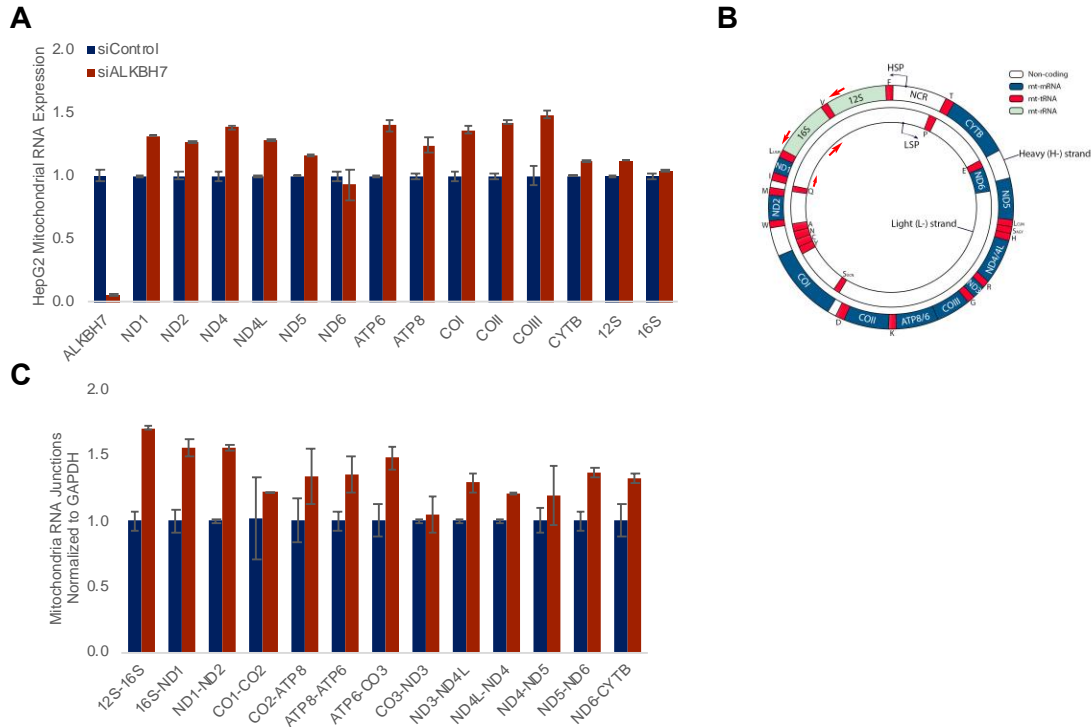 A
HepG2 Mitochondrial RNA Expression
2.0
1.5
1.0
0.5
0.0
siControl
siALKBH7
ALKBH7
ND1
ND2
ND4
ND4L
ND5
ND6
ATP6
ATP8
COI
COII
COIII
CYTB
12S
16S
B
HSP
F
NCR
T
V
12S
16S
CYTB
P
LSP
Non-coding
mt-mRNA
mt-tRNA
mt-rRNA
Heavy (H-) strand
ND1
I
M
Q
ND2
W
E
ND6
ND5
Light (L-) strand
A
N
C
Y
H
COI
ND4/4L
R
G
D
COII
K
ATP8/6
COIII
C
Mitochondria RNA Junctions
Normalized to GAPDH
2.0
1.5
1.0
0.5
0.0
12S-16S
16S-ND1
ND1-ND2
CO1-CO2
CO2-ATP8
ATP8-ATP6
ATP6-CO3
CO3-ND3
ND3-ND4L
ND4L-ND4
ND4-ND5
ND5-ND6
ND6-CYTB